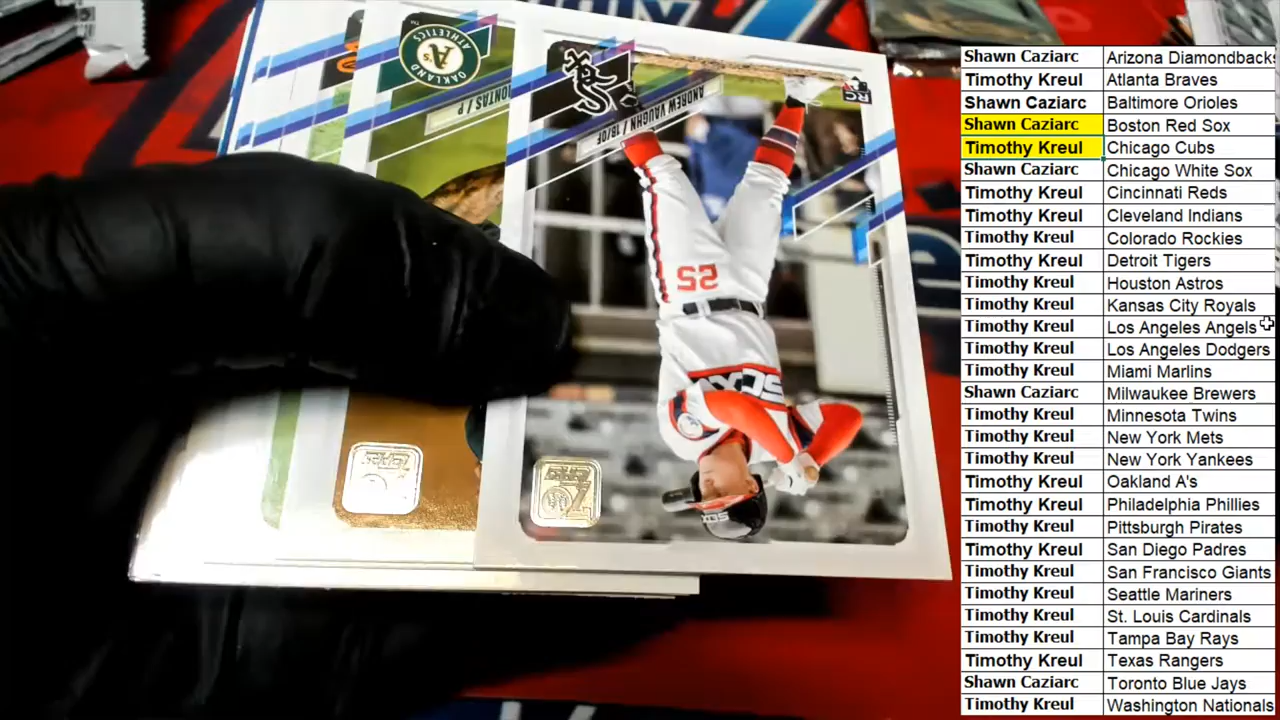 OAKLAND
ATHLETICS
A's
ONTAS / P
ANDREW VAUGHN / 1B/OF
Sox
RC
25
SOX
Shawn Caziarc Arizona Diamondbacks
Timothy Kreul Atlanta Braves
Shawn Caziarc Baltimore Orioles
Shawn Caziarc Boston Red Sox
Timothy Kreul Chicago Cubs
Shawn Caziarc Chicago White Sox
Timothy Kreul Cincinnati Reds
Timothy Kreul Cleveland Indians
Timothy Kreul Colorado Rockies
Timothy Kreul Detroit Tigers
Timothy Kreul Houston Astros
Timothy Kreul Kansas City Royals
Timothy Kreul Los Angeles Angels
Timothy Kreul Los Angeles Dodgers
Timothy Kreul Miami Marlins
Shawn Caziarc Milwaukee Brewers
Timothy Kreul Minnesota Twins
Timothy Kreul New York Mets
Timothy Kreul New York Yankees
Timothy Kreul Oakland A's
Timothy Kreul Philadelphia Phillies
Timothy Kreul Pittsburgh Pirates
Timothy Kreul San Diego Padres
Timothy Kreul San Francisco Giants
Timothy Kreul Seattle Mariners
Timothy Kreul St. Louis Cardinals
Timothy Kreul Tampa Bay Rays
Timothy Kreul Texas Rangers
Shawn Caziarc Toronto Blue Jays
Timothy Kreul Washington Nationals